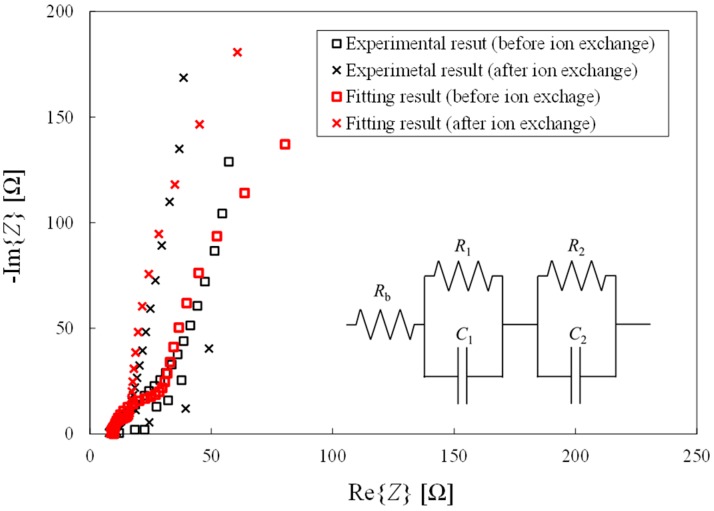 200
Experimental resut (before ion exchange)
Experimetal result (after ion exchange)
Fitting result (before ion exchage)
Fitting result (after ion exchange)
150
-Im{Z} [Ω]
100
R1 R2
Rb
50
C1 C2
0
0 50 100 150 200 250
Re{Z} [Ω]